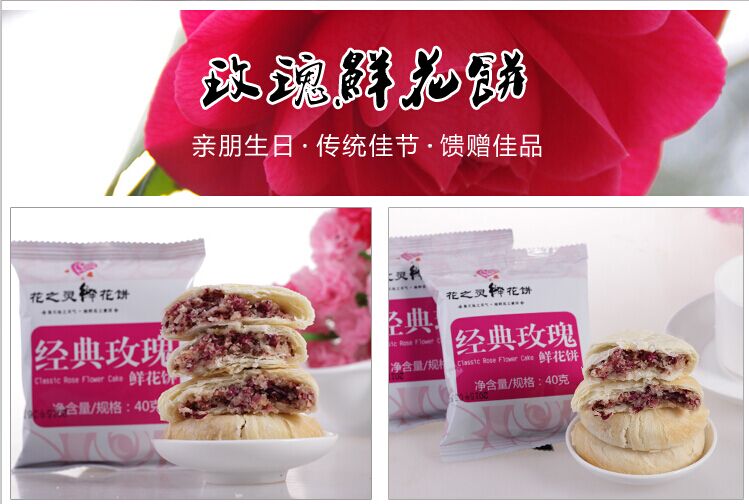 玫瑰鲜花饼
亲朋生日·传统佳节·馈赠佳品
花之灵鲜花饼
经典玫瑰
Classic Rose Flower Cake 鲜花饼
净含量/规格：40克
花之灵鲜花饼
经典玫瑰
Classic Rose Flower Cake 鲜花饼
净含量/规格：40克